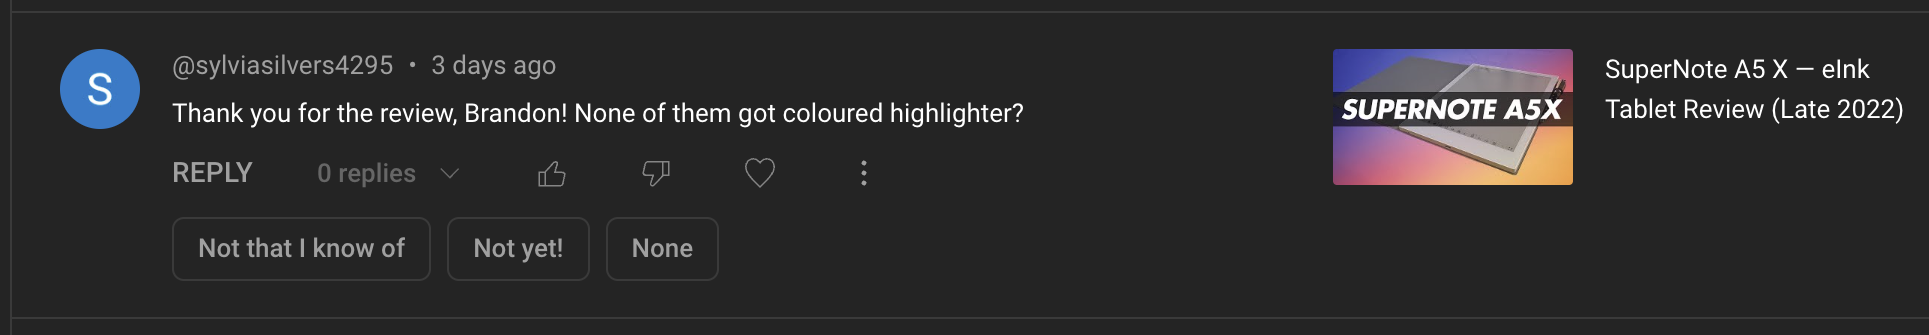 S
@sylviasilvers4295 • 3 days ago
Thank you for the review, Brandon! None of them got coloured highlighter?
REPLY 0 replies
Not that I know of Not yet! None
SUPERNOTE A5X
SuperNote A5 X — eInk
Tablet Review (Late 2022)